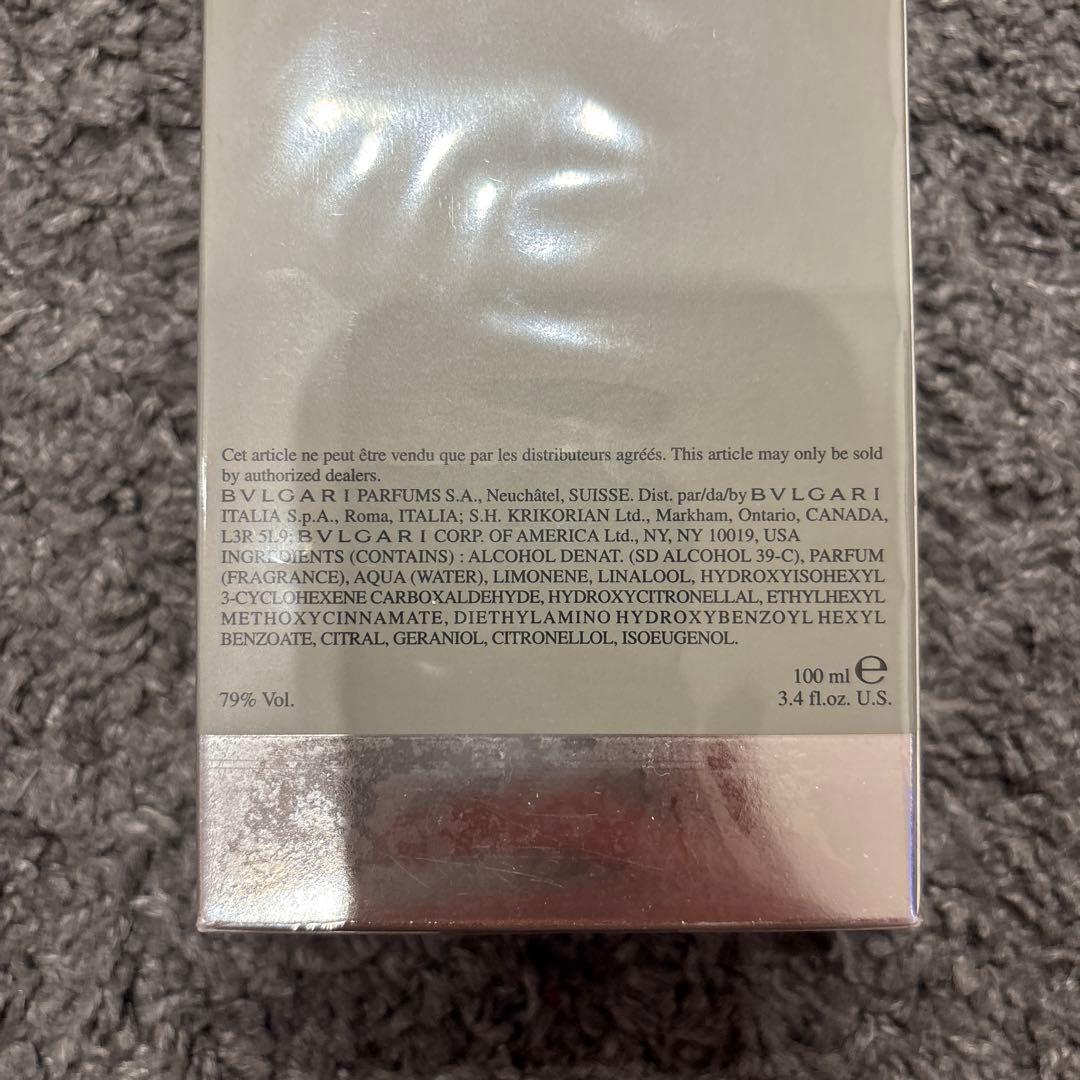 Cet article ne peut être vendu que par les distributeurs agréés. This article may only be sold
by authorized dealers.
BVLGARI PARFUMS S.A., Neuchâtel, SUISSE. Dist. par/da/by BVLGARI
ITALIA S.p.A., Roma, ITALIA; S.H. KRIKORIAN Ltd., Markham, Ontario, CANADA,
L3R 5L9; BVLGARI CORP. OF AMERICA Ltd., NY, NY 10019, USA
INGREDIENTS (CONTAINS) : ALCOHOL DENAT. (SD ALCOHOL 39-C), PARFUM
(FRAGRANCE), AQUA (WATER), LIMONENE, LINALOOL, HYDROXYISOHEXYL
3-CYCLOHEXENE CARBOXALDEHYDE, HYDROXYCITRONELLAL, ETHYLHEXYL
METHOXYCINNAMATE, DIETHYLAMINO HYDROXYBENZOYL HEXYL
BENZOATE, CITRAL, GERANIOL, CITRONELLOL, ISOEUGENOL.
100 ml e
79% Vol. 3.4 fl.oz. U.S.